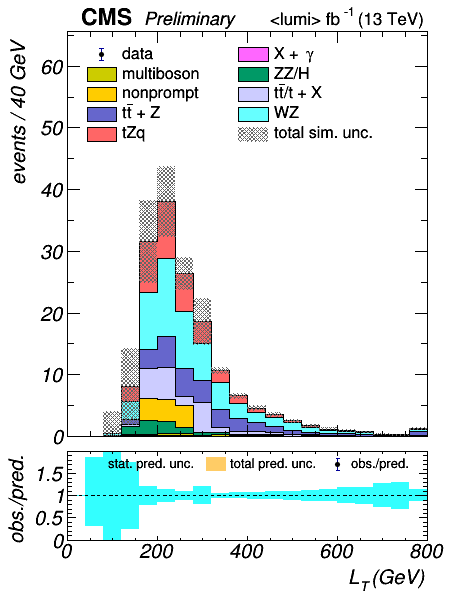 CMS Preliminary <lumi> fb⁻¹ (13 TeV)
events / 40 GeV
data
multiboson
nonprompt
tt̄ + Z
tZq
X + γ
ZZ/H
tt̄/t + X
WZ
total sim. unc.
60
50
40
30
20
10
0
obs./pred.
stat. pred. unc. total pred. unc. obs./pred.
1.5
1
0.5
0
0 200 400 600 800
L_T(GeV)